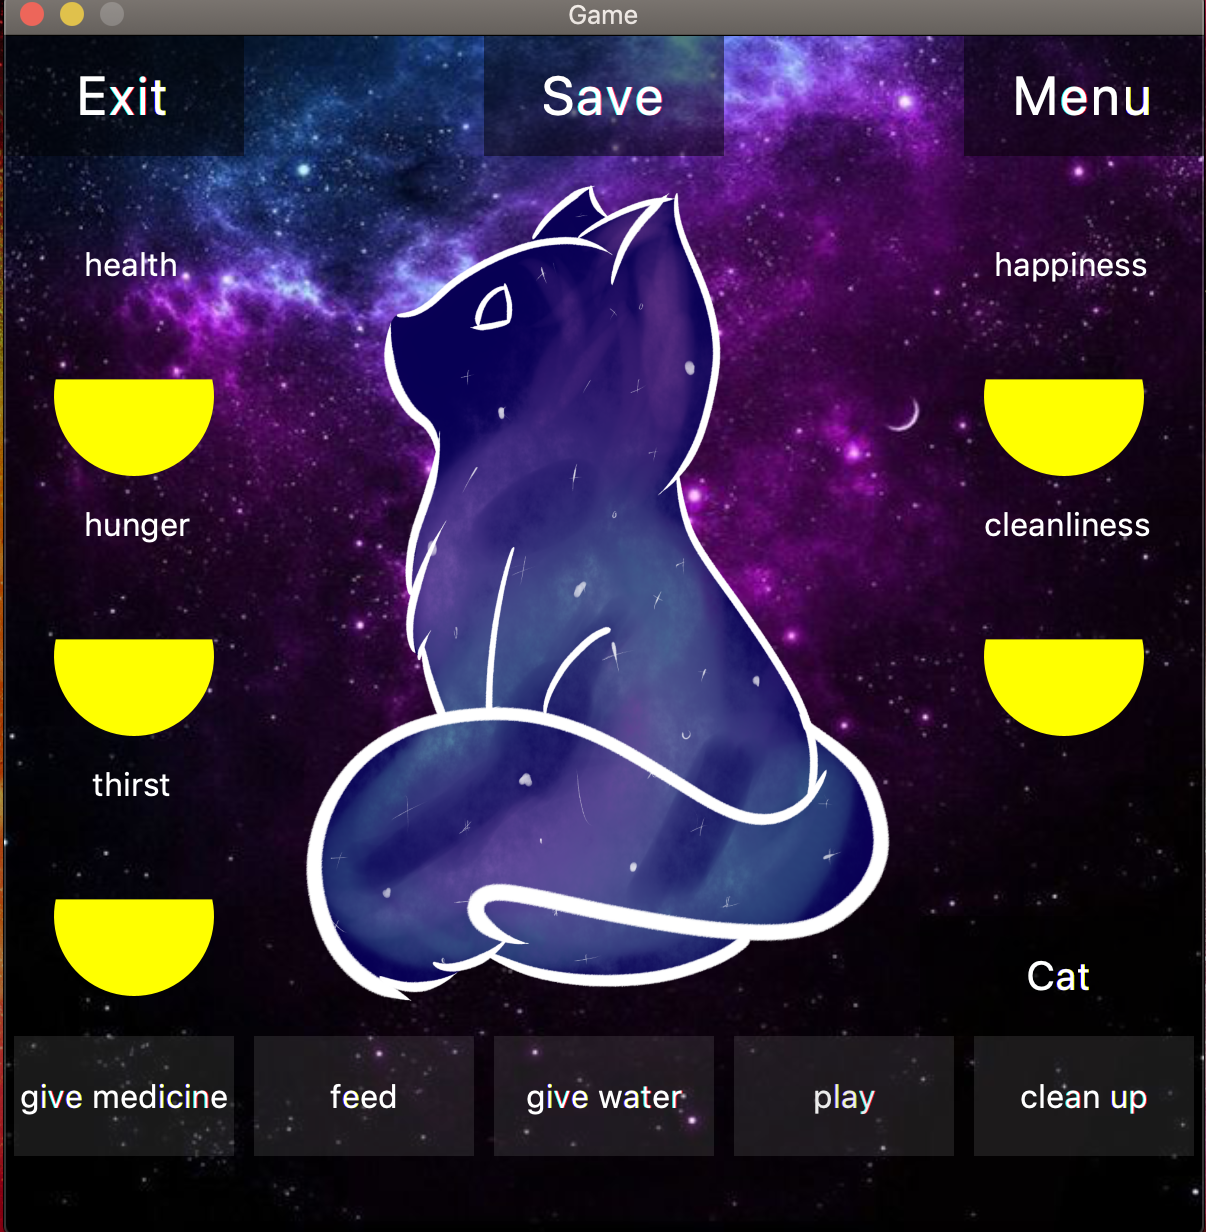 Game
Exit
Save
Menu
health
happiness
hunger
cleanliness
thirst
Cat
give medicine
feed
give water
play
clean up